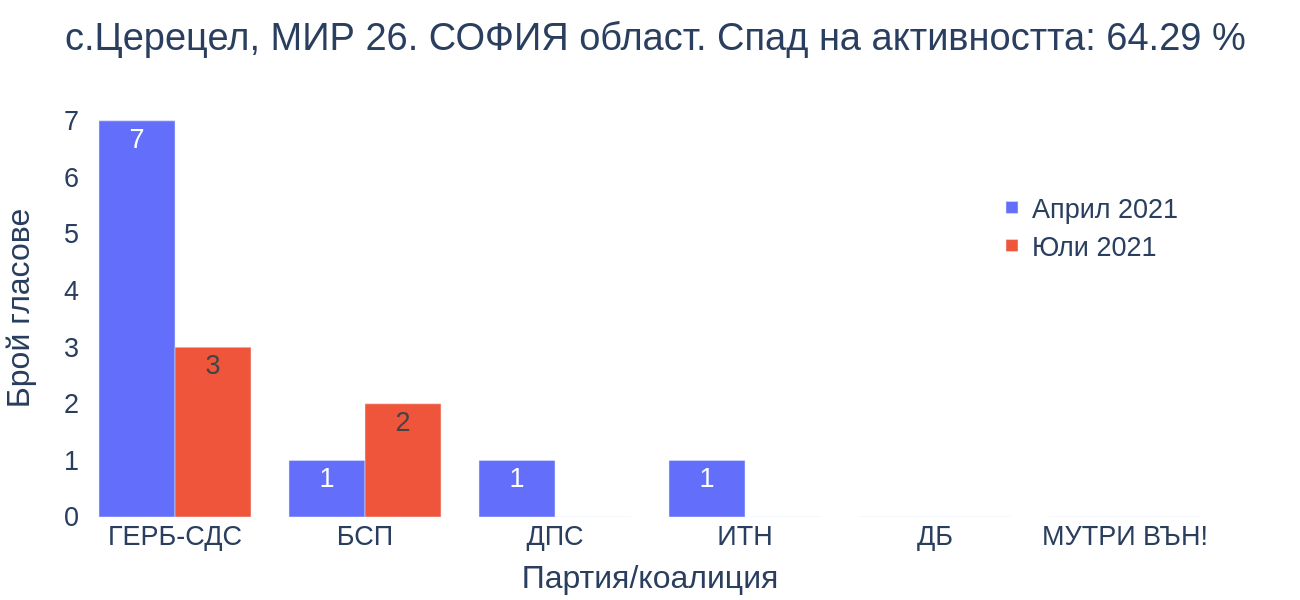 с.Церецел, МИР 26. СОФИЯ област. Спад на активността: 64.29 %
Брой гласове
7
6
5
4
3
2
1
0
7
3
1
2
1
1
Април 2021
Юли 2021
ГЕРБ-СДС
БСП
ДПС
ИТН
ДБ
МУТРИ ВЪН!
Партия/коалиция